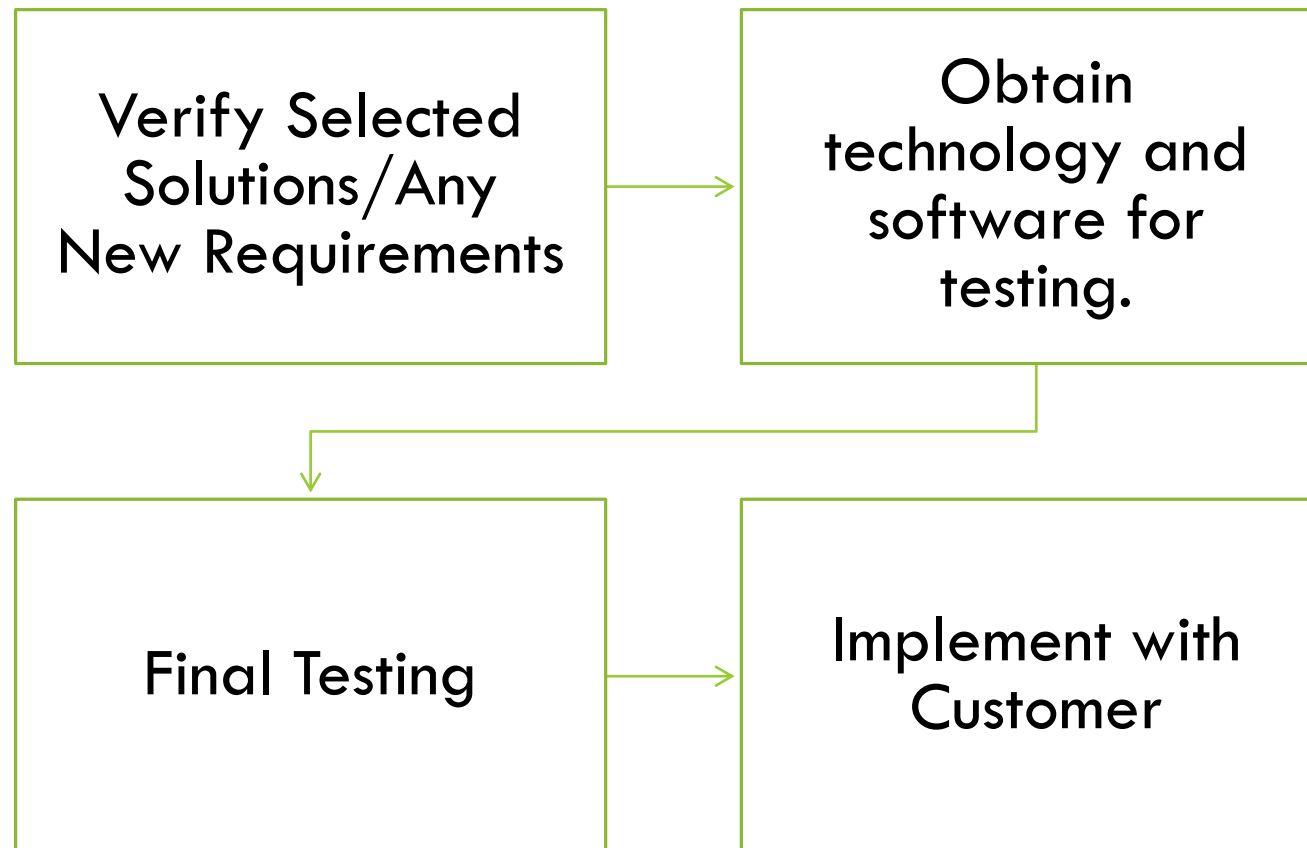 Verify Selected
Solutions/Any
New Requirements
Obtain
technology and
software for
testing.
Final Testing
Implement with
Customer